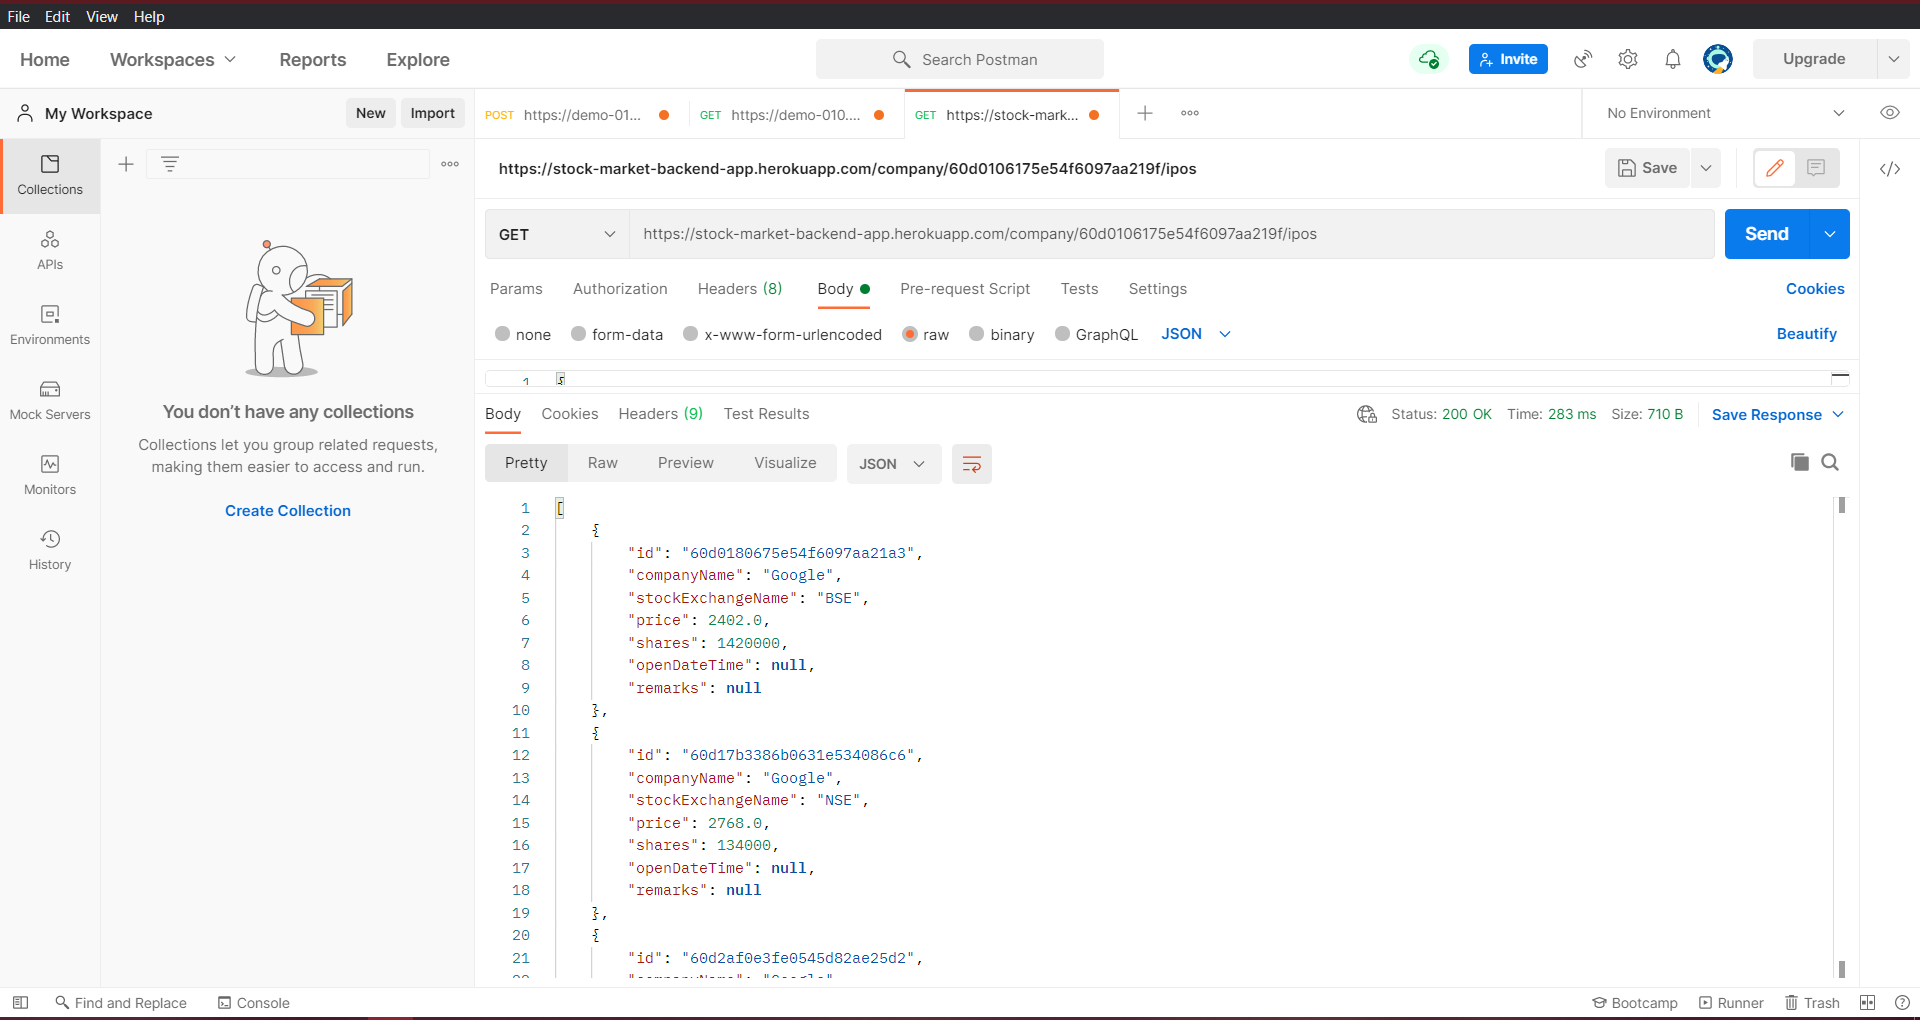 File Edit View Help
Home Workspaces Reports Explore Search Postman Invite Upgrade
My Workspace New Import POST https://demo-01... GET https://demo-010.... GET https://stock-mark... No Environment
Collections
APIs
Environments
Mock Servers
Monitors
History
You don’t have any collections
Collections let you group related requests,
making them easier to access and run.
Create Collection
https://stock-market-backend-app.herokuapp.com/company/60d0106175e54f6097aa219f/ipos Save
GET https://stock-market-backend-app.herokuapp.com/company/60d0106175e54f6097aa219f/ipos Send
Params Authorization Headers (8) Body Pre-request Script Tests Settings Cookies
none form-data x-www-form-urlencoded raw binary GraphQL JSON Beautify
1 {
Body Cookies Headers (9) Test Results Status: 200 OK Time: 283 ms Size: 710 B Save Response
Pretty Raw Preview Visualize JSON
1 [
2 {
3 "id": "60d0180675e54f6097aa21a3",
4 "companyName": "Google",
5 "stockExchangeName": "BSE",
6 "price": 2402.0,
7 "shares": 1420000,
8 "openDateTime": null,
9 "remarks": null
10 },
11 {
12 "id": "60d17b3386b0631e534086c6",
13 "companyName": "Google",
14 "stockExchangeName": "NSE",
15 "price": 2768.0,
16 "shares": 134000,
17 "openDateTime": null,
18 "remarks": null
19 },
20 {
21 "id": "60d2af0e3fe0545d82ae25d2",
Find and Replace Console Bootcamp Runner Trash